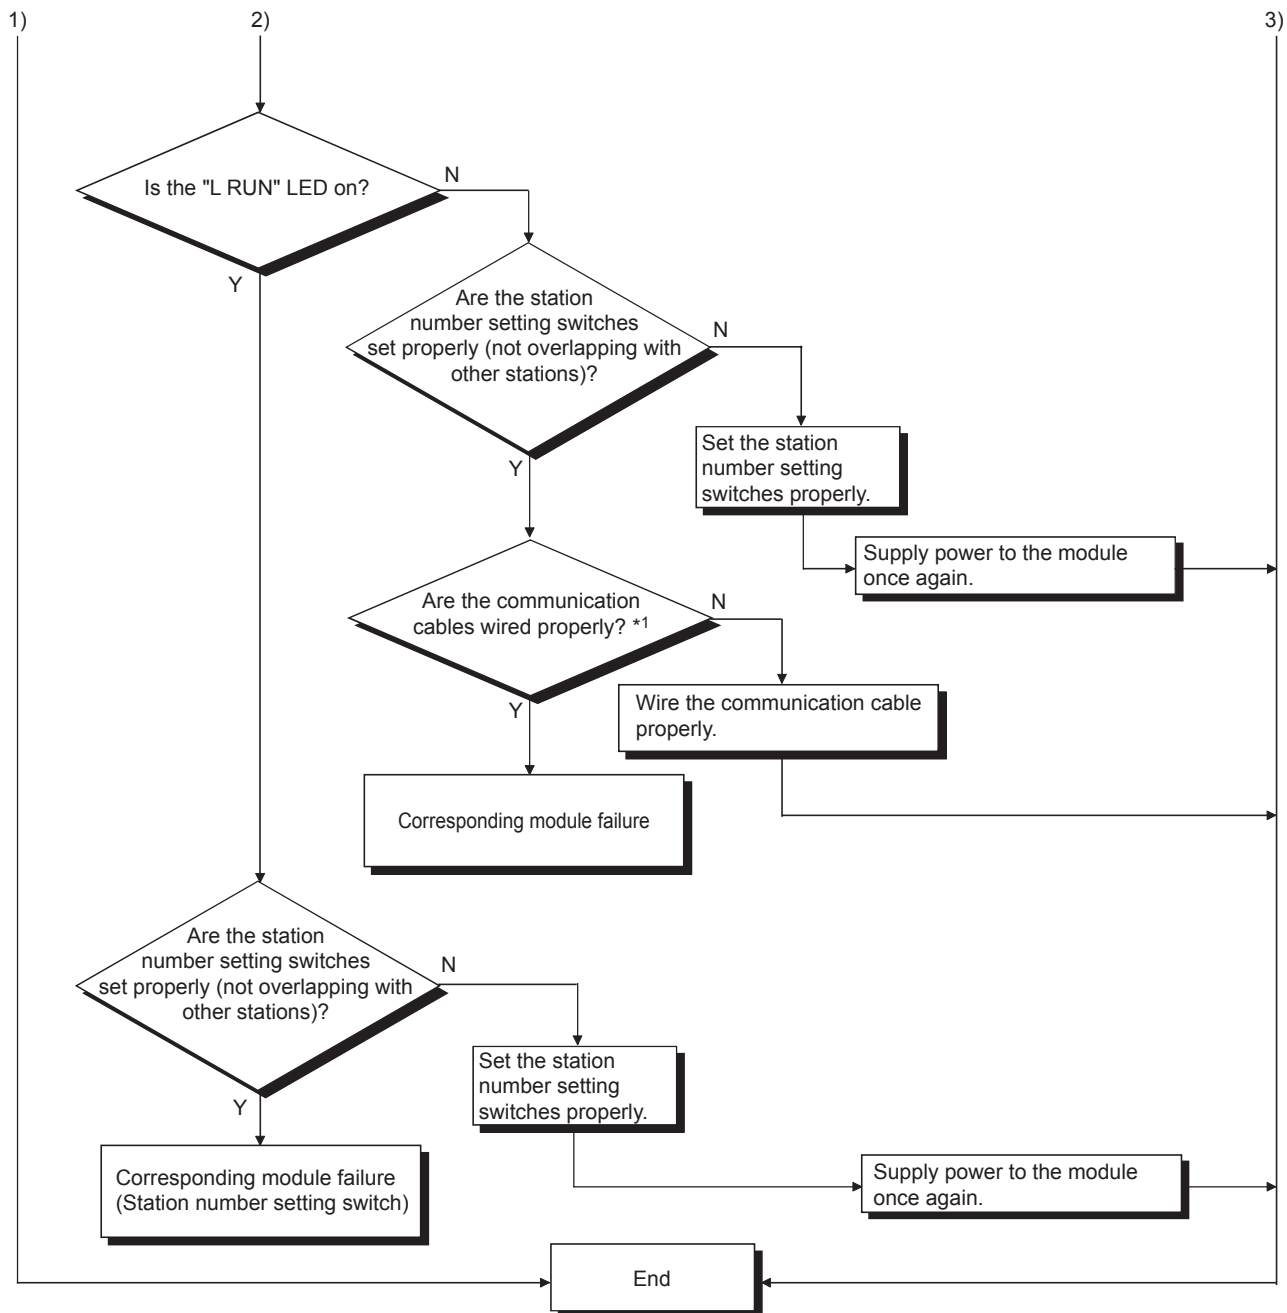 1)
2)
3)
Is the "L RUN" LED on?
N
Y
Are the station
number setting switches
set properly (not overlapping with
other stations)?
N
Y
Set the station
number setting
switches properly.
Supply power to the module
once again.
Are the communication
cables wired properly? *1
N
Y
Wire the communication cable
properly.
Corresponding module failure
Are the station
number setting switches
set properly (not overlapping with
other stations)?
N
Y
Set the station
number setting
switches properly.
Corresponding module failure
(Station number setting switch)
Supply power to the module
once again.
End